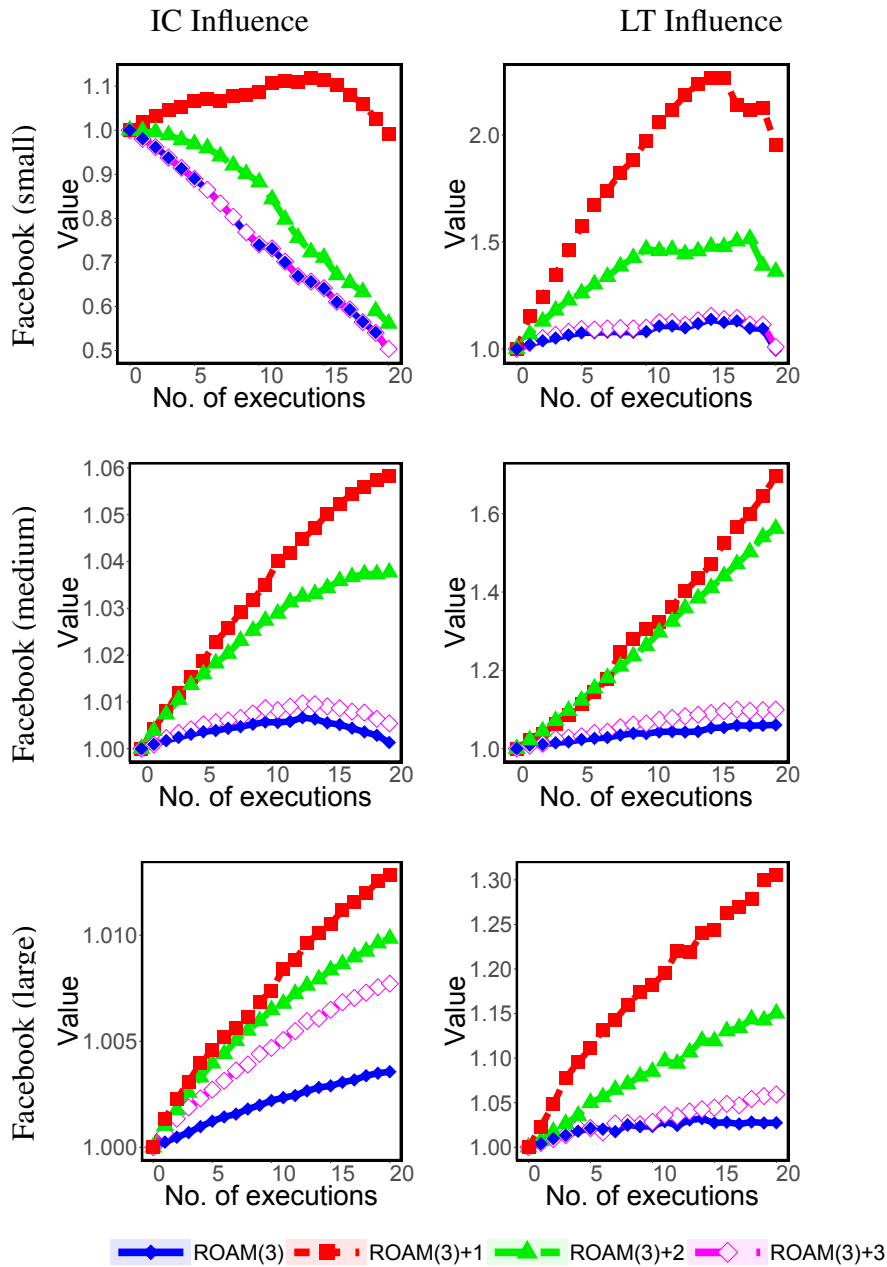 IC Influence LT Influence
Facebook (small)
Value
1.1
1.0
0.9
0.8
0.7
0.6
0.5
0 5 10 15 20
No. of executions
Value
2.0
1.5
1.0
0 5 10 15 20
No. of executions
Facebook (medium)
Value
1.06
1.05
1.04
1.03
1.02
1.01
1.00
0 5 10 15 20
No. of executions
Value
1.6
1.4
1.2
1.0
0 5 10 15 20
No. of executions
Facebook (large)
Value
1.010
1.005
1.000
0 5 10 15 20
No. of executions
Value
1.30
1.25
1.20
1.15
1.10
1.05
1.00
0 5 10 15 20
No. of executions
ROAM(3) ROAM(3)+1 ROAM(3)+2 ROAM(3)+3